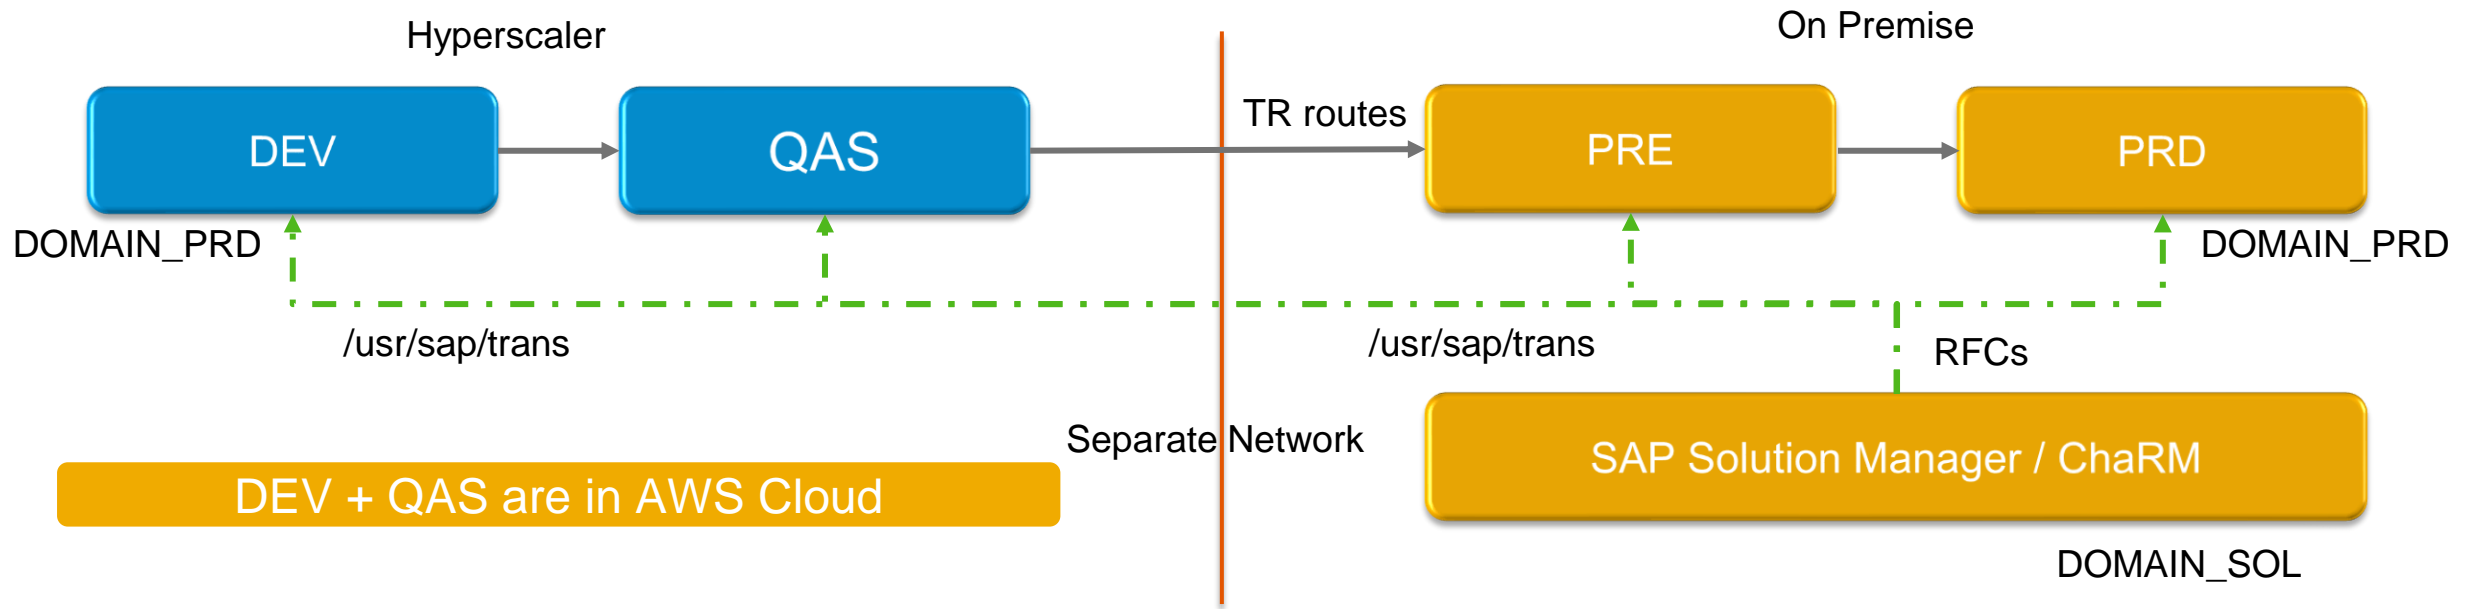 Hyperscaler
On Premise
DEV
QAS
TR routes
PRE
PRD
DOMAIN_PRD
DOMAIN_PRD
/usr/sap/trans
/usr/sap/trans
RFCs
Separate Network
SAP Solution Manager / ChaRM
DEV + QAS are in AWS Cloud
DOMAIN_SOL